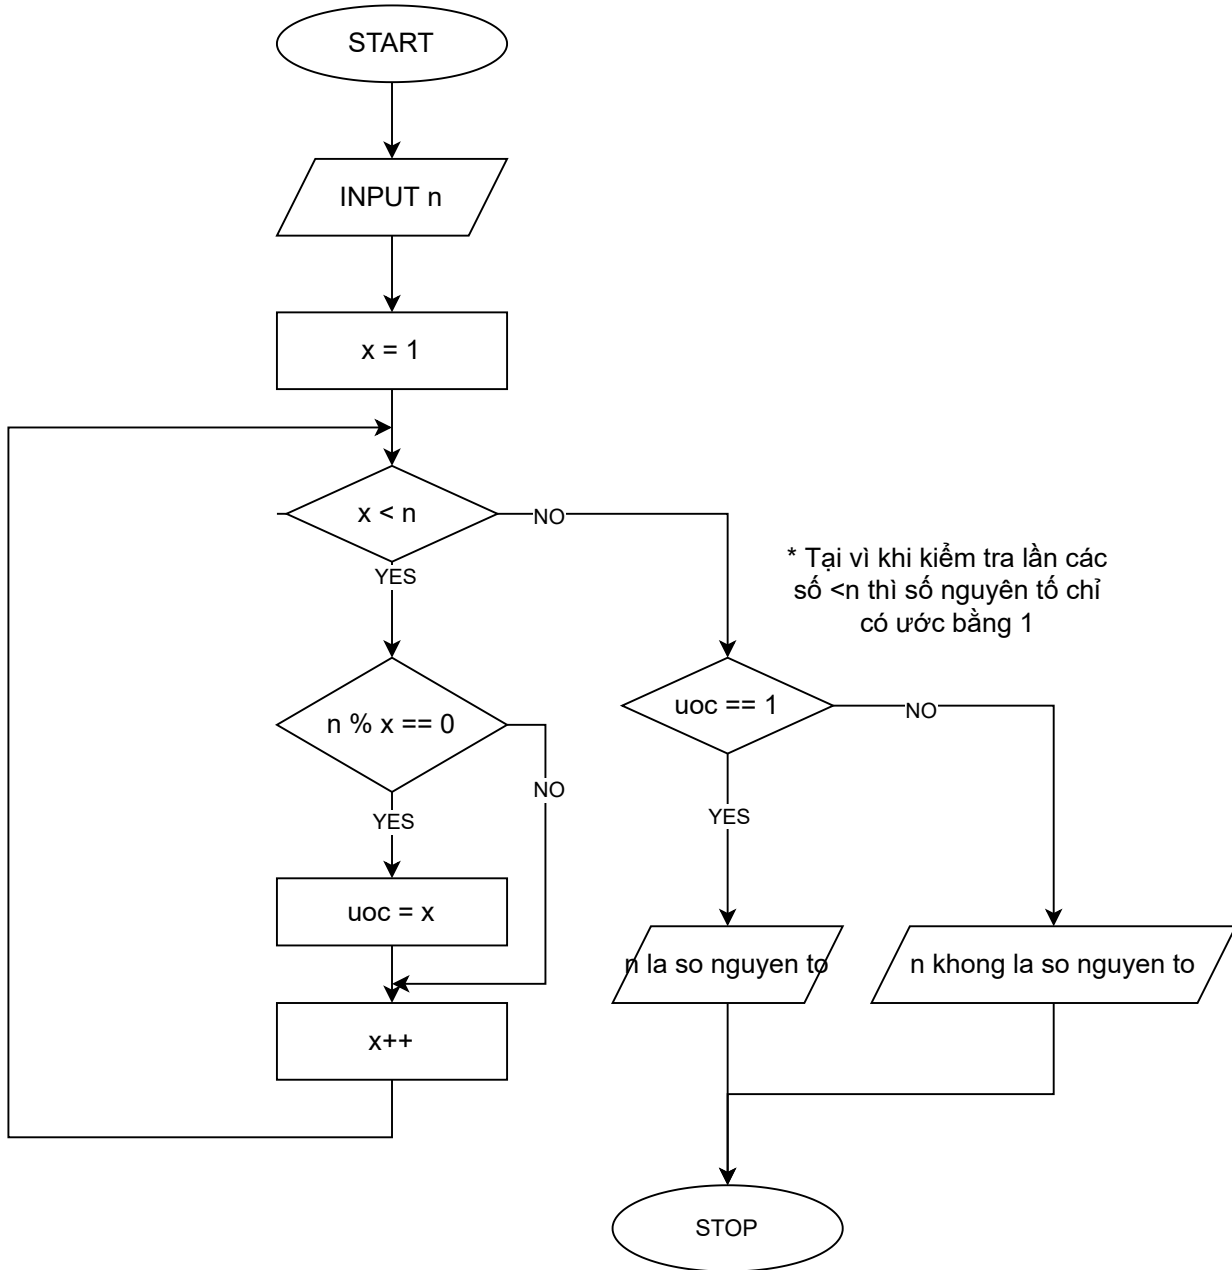 START
INPUT n
x = 1
x < n
NO
YES
* Tại vì khi kiểm tra lần các
số <n thì số nguyên tố chỉ
có ước bằng 1
n % x == 0
NO
YES
uoc = x
x++
uoc == 1
NO
YES
n la so nguyen to
n khong la so nguyen to
STOP